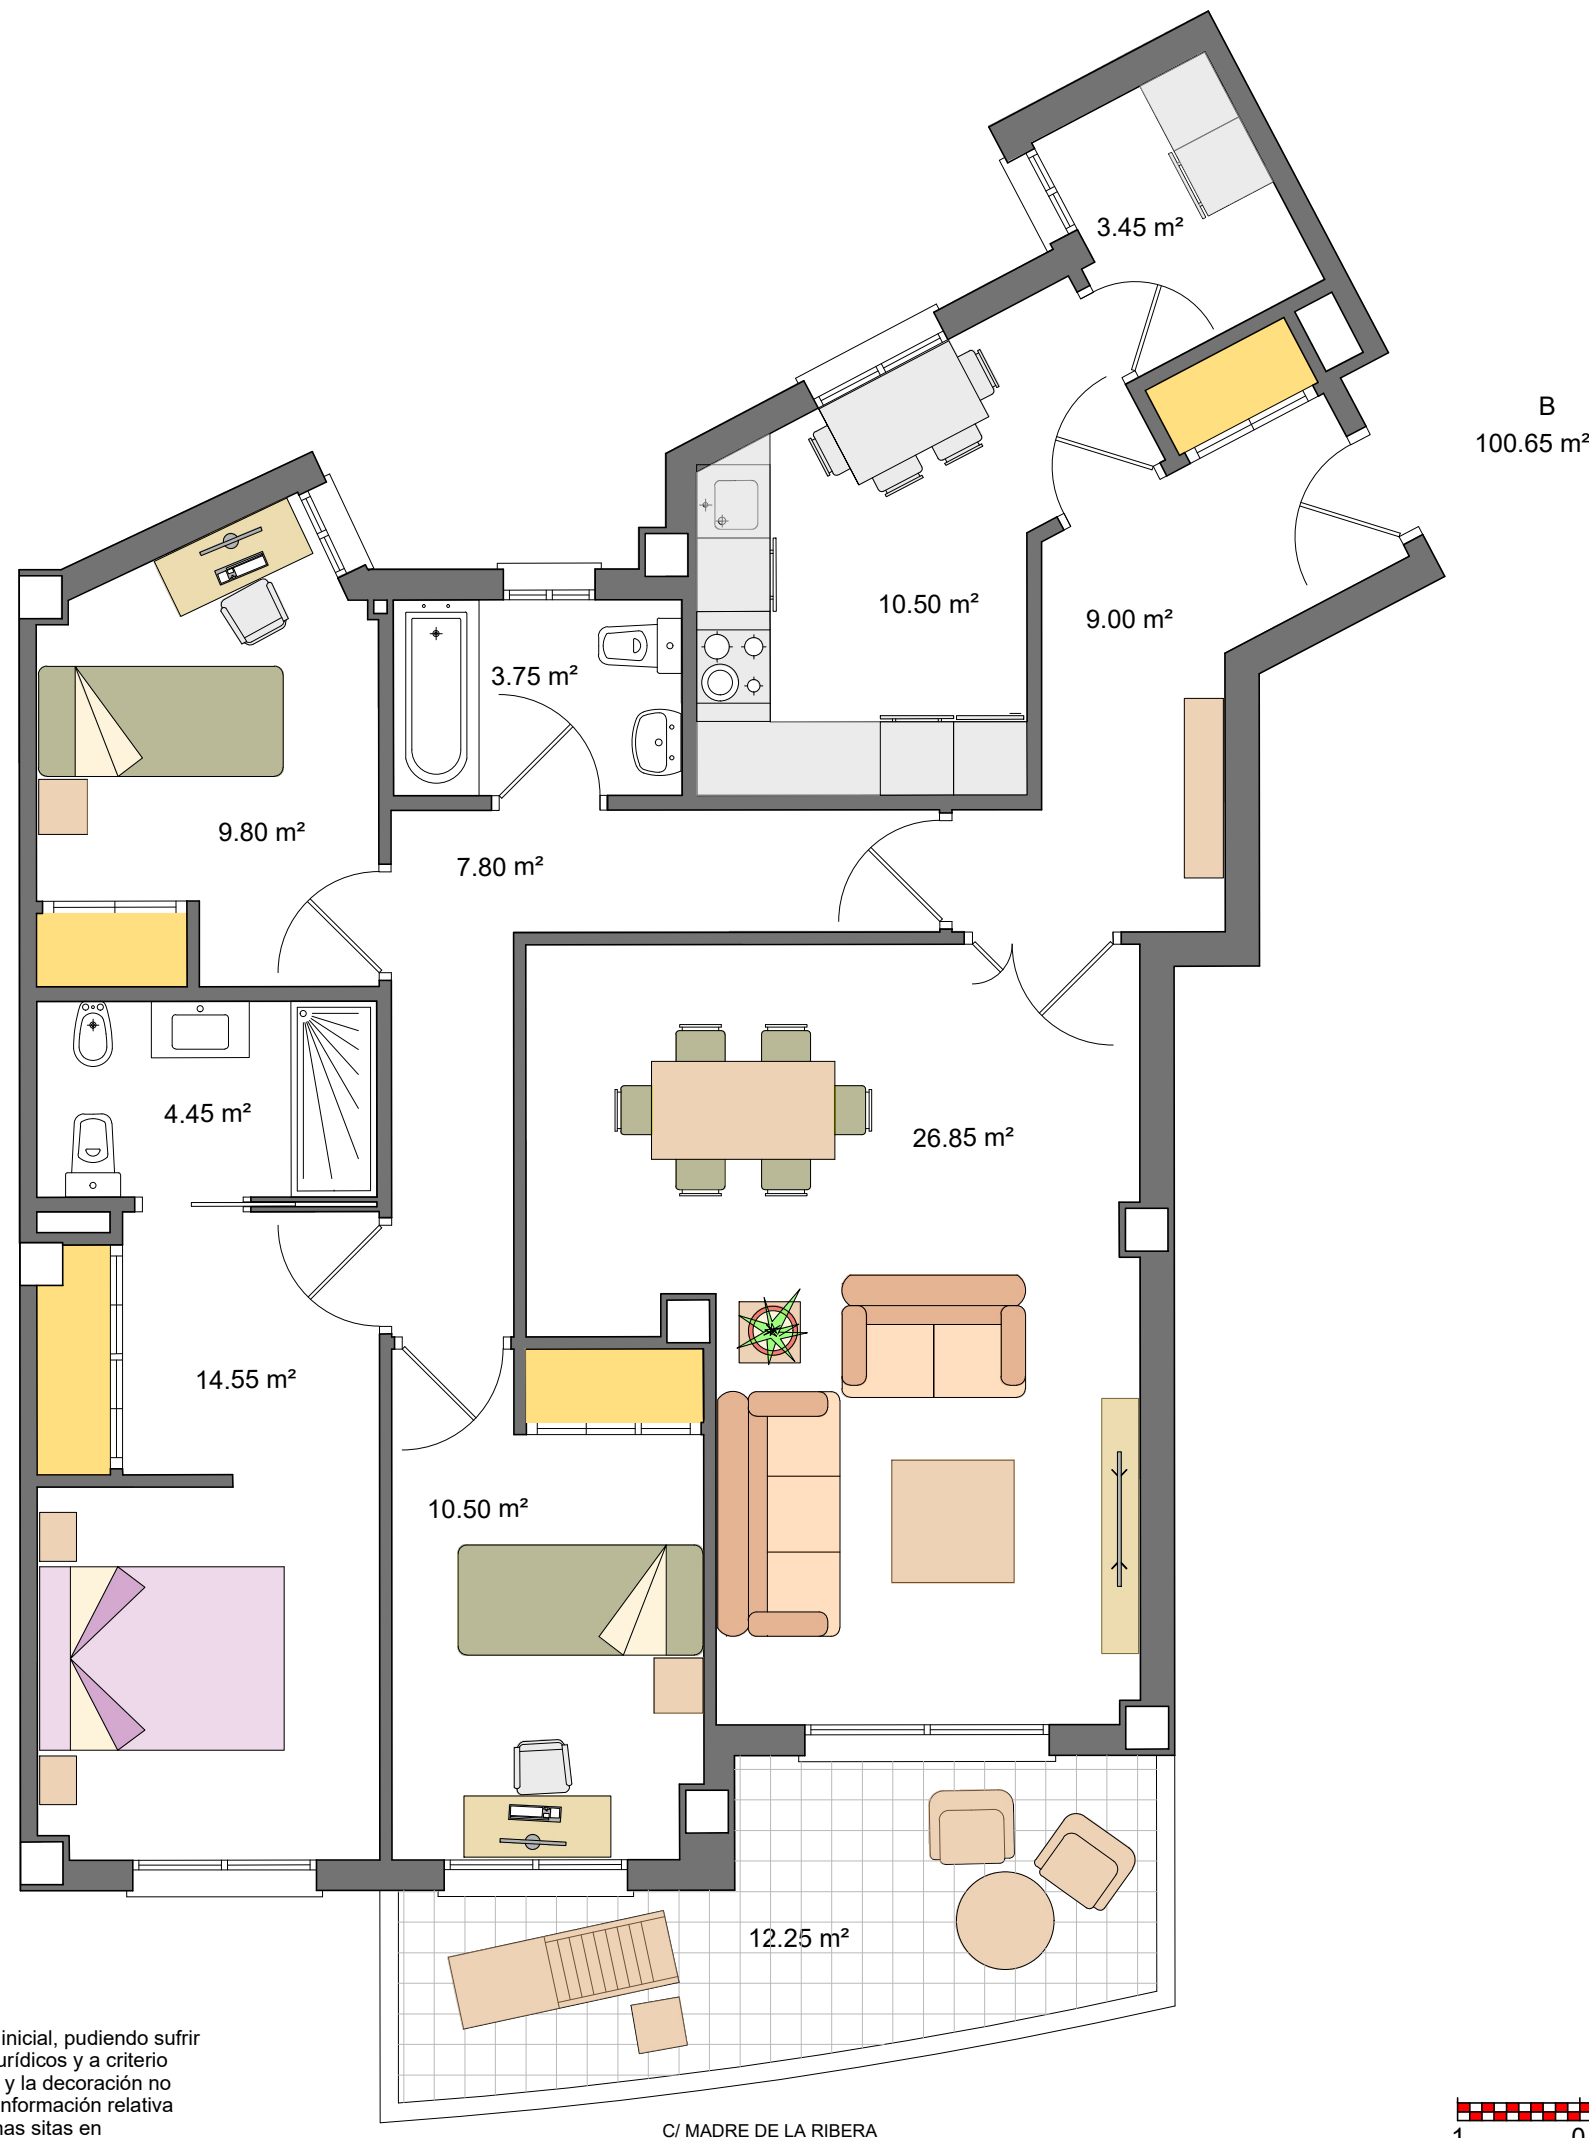 3.45 m²
B
100.65 m²
10.50 m²
9.00 m²
3.75 m²
9.80 m²
7.80 m²
4.45 m²
26.85 m²
14.55 m²
10.50 m²
12.25 m²
inicial, pudiendo sufrir
urídicos y a criterio
y la decoración no
nformación relativa
nas sitas en
C/ MADRE DE LA RIBERA
1 0